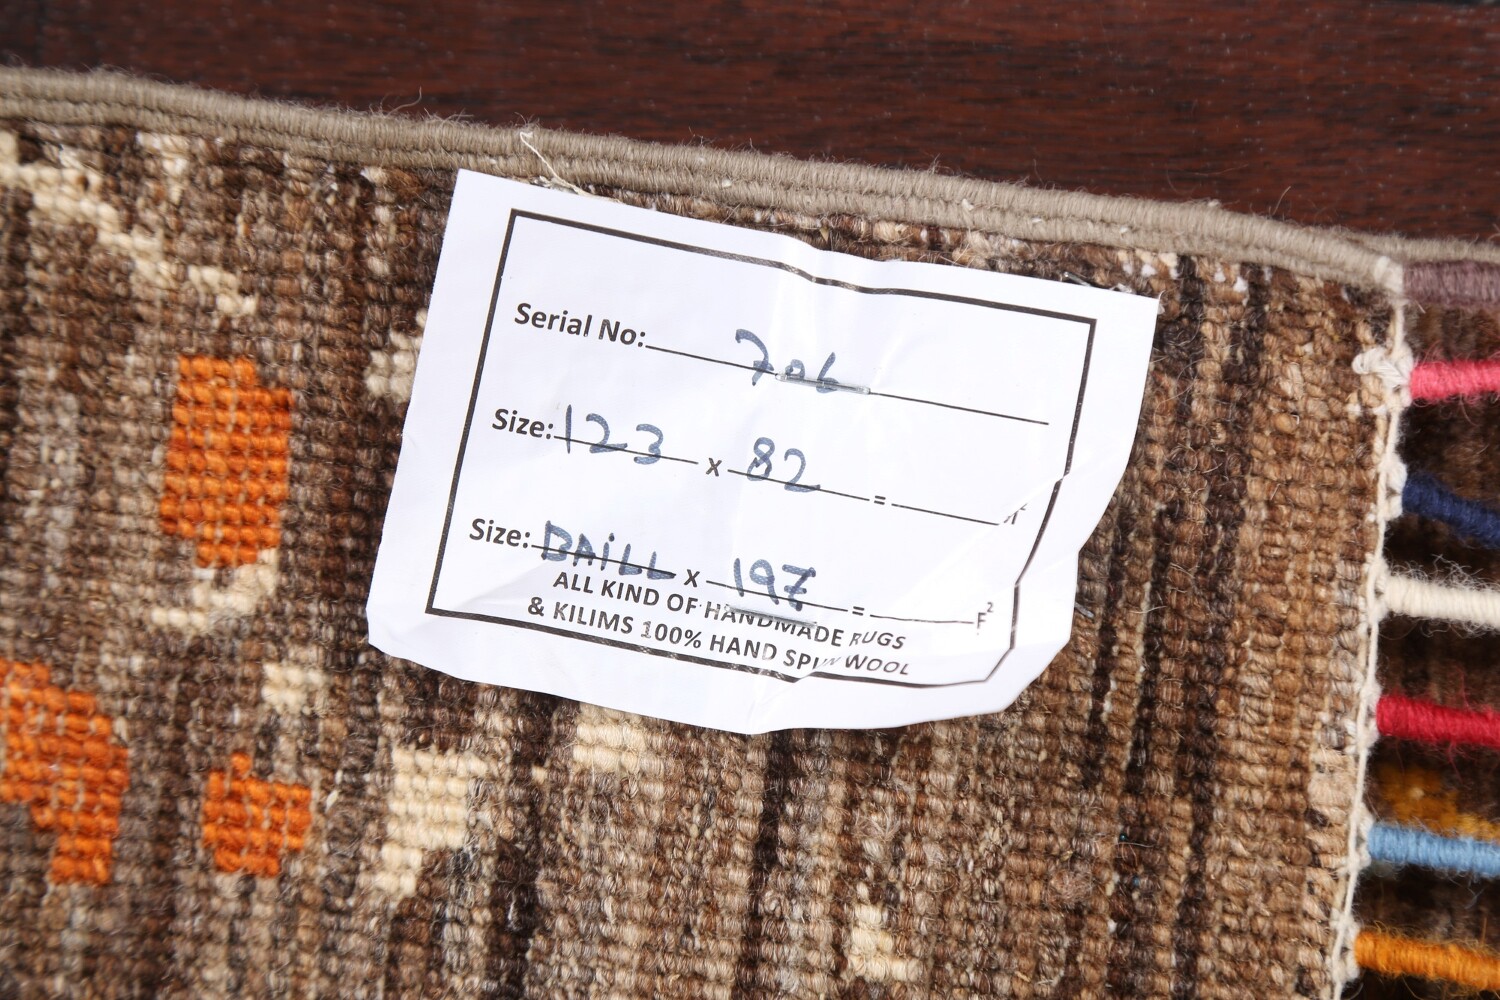 Serial No: 706
Size: 123 x 82 =
Size: BAiLL x 197 = F²
ALL KIND OF HANDMADE RUGS
& KILIMS 100% HAND SPIN WOOL